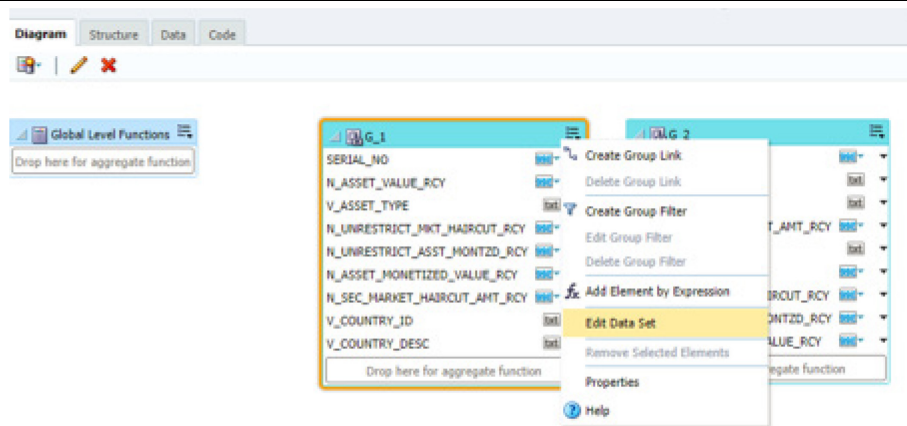 Diagram Structure Data Code
Global Level Functions
Drop here for aggregate function
G_1
SERIAL_NO
N_ASSET_VALUE_RCY
V_ASSET_TYPE
N_UNRESTRICT_MKT_HAIRCUT_RCY
N_UNRESTRICT_ASST_MONTZD_RCY
N_ASSET_MONETIZED_VALUE_RCY
N_SEC_MARKET_HAIRCUT_AMT_RCY
V_COUNTRY_ID
V_COUNTRY_DESC
Drop here for aggregate function
Create Group Link
Delete Group Link
Create Group Filter
Edit Group Filter
Delete Group Filter
fx Add Element by Expression
Edit Data Set
Remove Selected Elements
Properties
? Help
G_2
T_AMT_RCY
IRCUT_RCY
ONTZD_RCY
ALUE_RCY
regate function